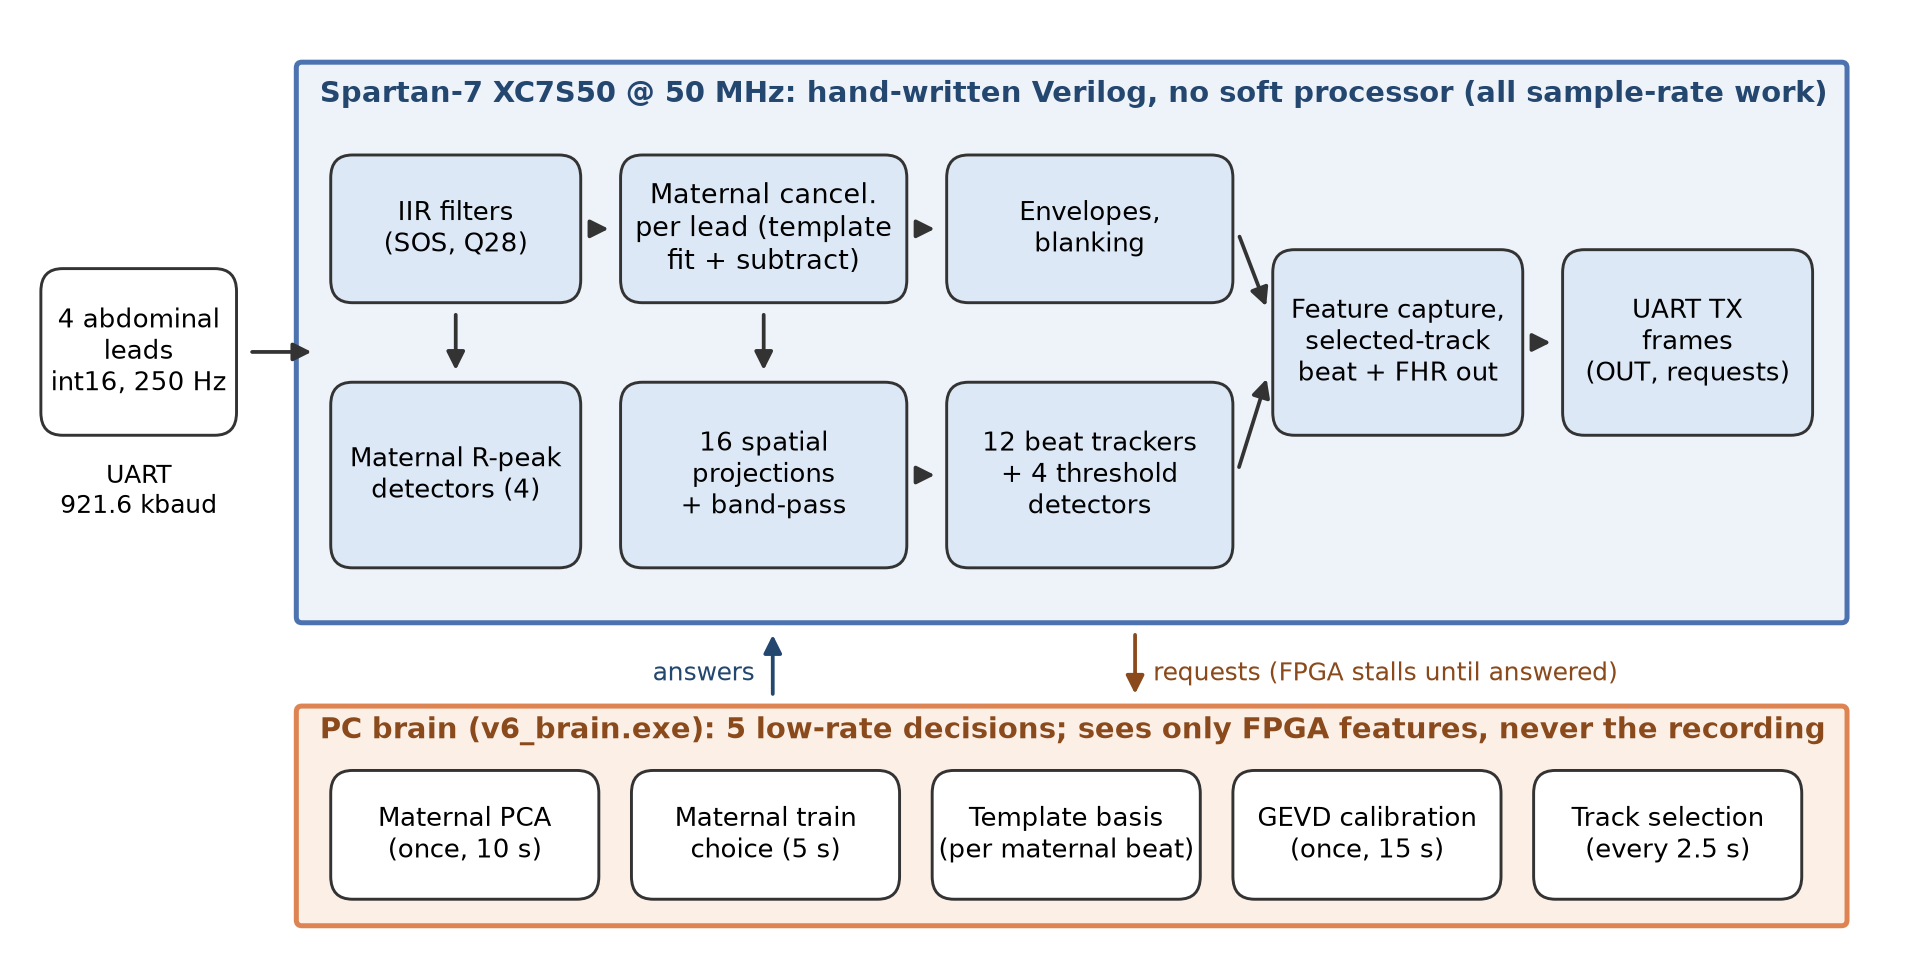 Spartan-7 XC7S50 @ 50 MHz: hand-written Verilog, no soft processor (all sample-rate work)
4 abdominal
leads
int16, 250 Hz
UART
921.6 kbaud
IIR filters
(SOS, Q28)
Maternal cancel.
per lead (template
fit + subtract)
Envelopes,
blanking
Maternal R-peak
detectors (4)
16 spatial
projections
+ band-pass
12 beat trackers
+ 4 threshold
detectors
Feature capture,
selected-track
beat + FHR out
UART TX
frames
(OUT, requests)
answers
requests (FPGA stalls until answered)
PC brain (v6_brain.exe): 5 low-rate decisions; sees only FPGA features, never the recording
Maternal PCA
(once, 10 s)
Maternal train
choice (5 s)
Template basis
(per maternal beat)
GEVD calibration
(once, 15 s)
Track selection
(every 2.5 s)